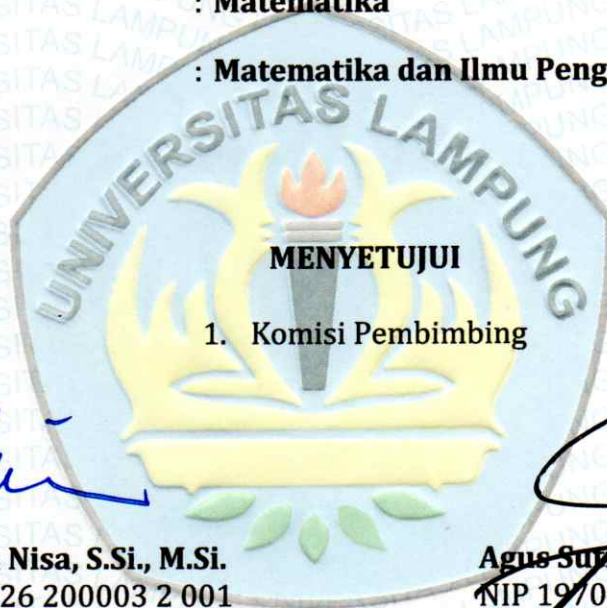 : Matematika
: Matematika dan Ilmu Peng
UNIVERSITAS LAMPUNG
MENYETUJUI
1. Komisi Pembimbing
Nisa, S.Si., M.Si.
Agus
26 200003 2 001
NIP 1970